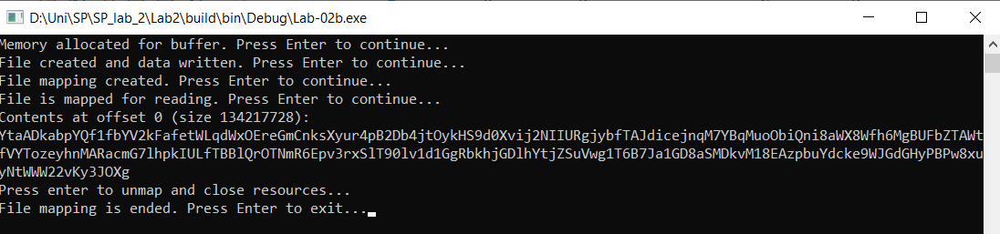 D:\Uni\SP\SP_lab_2\Lab2\build\bin\Debug\Lab-02b.exe
Memory allocated for buffer. Press Enter to continue...
File created and data written. Press Enter to continue...
File mapping created. Press Enter to continue...
File is mapped for reading. Press Enter to continue...
Contents at offset 0 (size 134217728):
YtaADkabpYQf1fbYV2kFafetWLqdWxOEreGmCnksXyur4pB2Db4jtOykHS9d0Xvij2NIIURgjybfTAJdicejnqM7YBqMuoObiQni8aWX8Wfh6MgBUFbZTAWt
fVYTozeyhnMARacmG7lhpkIULfTBBlQrOTNmR6Epv3rxSlT90lv1d1GgRbkhjGDlhYtjZSuVwg1T6B7Ja1GD8aSMDkvM18EAzpbuYdcke9WJGdGHyPBPw8xu
yNtWWW22vKy3JOXg
Press enter to unmap and close resources...
File mapping is ended. Press Enter to exit...